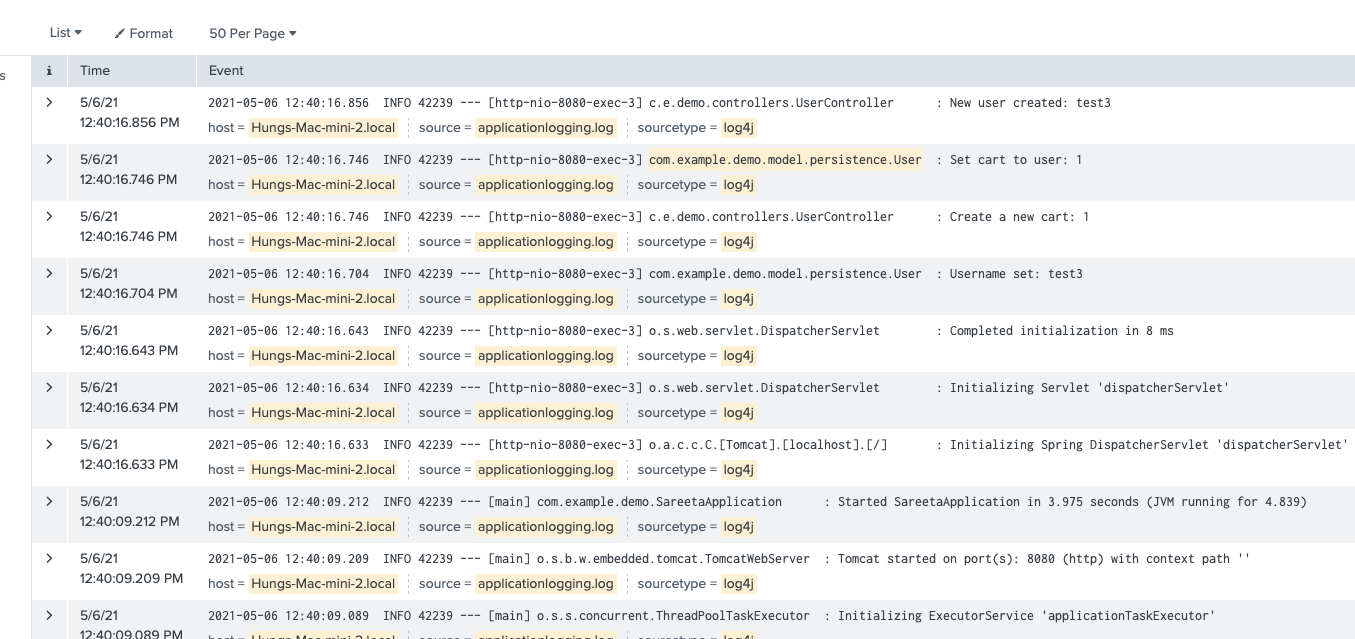 List Format 50 Per Page
s
i Time Event
5/6/21 2021-05-06 12:40:16.856 INFO 42239 --- [http-nio-8080-exec-3] c.e.demo.controllers.UserController : New user created: test3
12:40:16.856 PM host = Hungs-Mac-mini-2.local source = applicationlogging.log sourcetype = log4j
5/6/21 2021-05-06 12:40:16.746 INFO 42239 --- [http-nio-8080-exec-3] com.example.demo.model.persistence.User : Set cart to user: 1
12:40:16.746 PM host = Hungs-Mac-mini-2.local source = applicationlogging.log sourcetype = log4j
5/6/21 2021-05-06 12:40:16.746 INFO 42239 --- [http-nio-8080-exec-3] c.e.demo.controllers.UserController : Create a new cart: 1
12:40:16.746 PM host = Hungs-Mac-mini-2.local source = applicationlogging.log sourcetype = log4j
5/6/21 2021-05-06 12:40:16.704 INFO 42239 --- [http-nio-8080-exec-3] com.example.demo.model.persistence.User : Username set: test3
12:40:16.704 PM host = Hungs-Mac-mini-2.local source = applicationlogging.log sourcetype = log4j
5/6/21 2021-05-06 12:40:16.643 INFO 42239 --- [http-nio-8080-exec-3] o.s.web.servlet.DispatcherServlet : Completed initialization in 8 ms
12:40:16.643 PM host = Hungs-Mac-mini-2.local source = applicationlogging.log sourcetype = log4j
5/6/21 2021-05-06 12:40:16.634 INFO 42239 --- [http-nio-8080-exec-3] o.s.web.servlet.DispatcherServlet : Initializing Servlet 'dispatcherServlet'
12:40:16.634 PM host = Hungs-Mac-mini-2.local source = applicationlogging.log sourcetype = log4j
5/6/21 2021-05-06 12:40:16.633 INFO 42239 --- [http-nio-8080-exec-3] o.a.c.c.C.[Tomcat].[localhost].[/] : Initializing Spring DispatcherServlet 'dispatcherServlet'
12:40:16.633 PM host = Hungs-Mac-mini-2.local source = applicationlogging.log sourcetype = log4j
5/6/21 2021-05-06 12:40:09.212 INFO 42239 --- [main] com.example.demo.SareetaApplication : Started SareetaApplication in 3.975 seconds (JVM running for 4.839)
12:40:09.212 PM host = Hungs-Mac-mini-2.local source = applicationlogging.log sourcetype = log4j
5/6/21 2021-05-06 12:40:09.209 INFO 42239 --- [main] o.s.b.w.embedded.tomcat.TomcatWebServer : Tomcat started on port(s): 8080 (http) with context path ''
12:40:09.209 PM host = Hungs-Mac-mini-2.local source = applicationlogging.log sourcetype = log4j
5/6/21 2021-05-06 12:40:09.089 INFO 42239 --- [main] o.s.s.concurrent.ThreadPoolTaskExecutor : Initializing ExecutorService 'applicationTaskExecutor'
12:40:09.089 PM host = Hungs-Mac-mini-2.local source = applicationlogging.log sourcetype = log4j